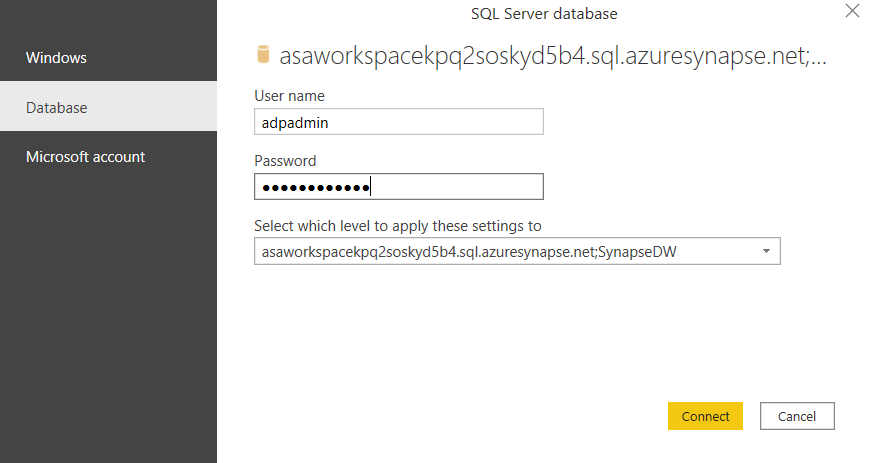 SQL Server database
Windows
Database
Microsoft account
asaworkspacekpq2soskyd5b4.sql.azuresynapse.net;...
User name
adpadmin
Password
●●●●●●●●●●●●
Select which level to apply these settings to
asaworkspacekpq2soskyd5b4.sql.azuresynapse.net;SynapseDW
Connect
Cancel